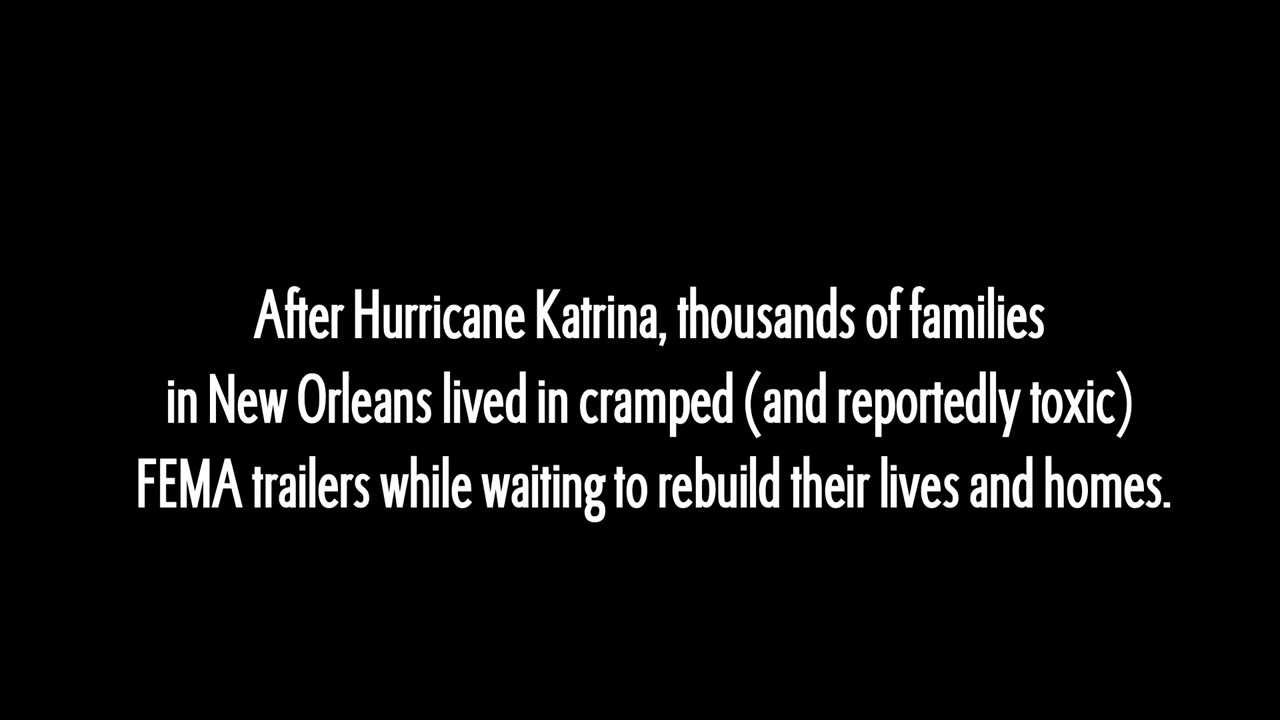 After Hurricane Katrina, thousands of families
in New Orleans lived in cramped (and reportedly toxic)
FEMA trailers while waiting to rebuild their lives and homes.